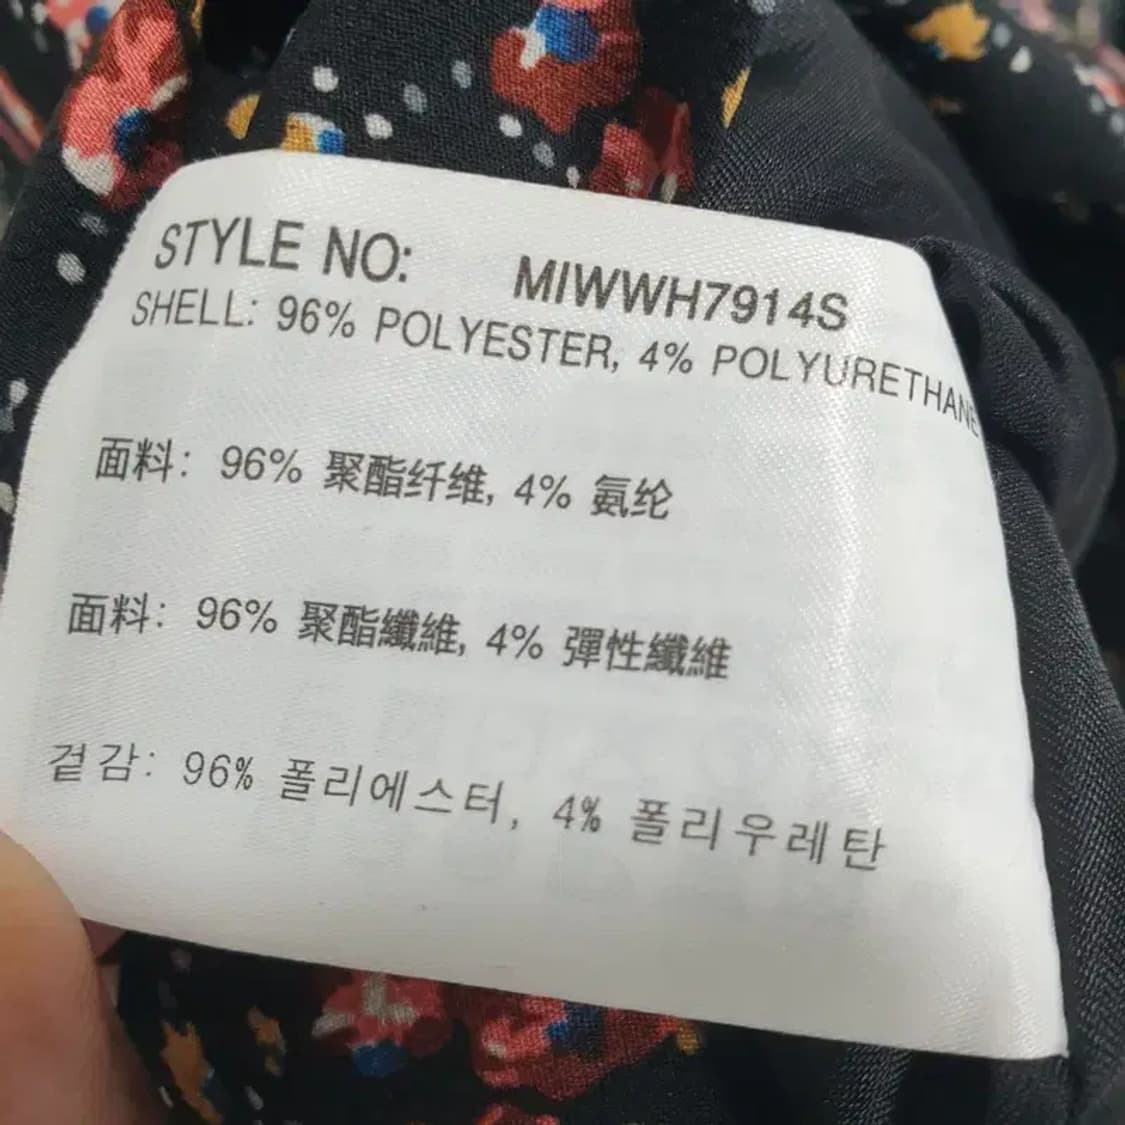 STYLE NO: MIWWH7914S
SHELL: 96% POLYESTER, 4% POLYURETHANE
面料: 96% 聚酯纤维, 4% 氨纶
面料: 96% 聚酯纖維, 4% 彈性纖維
겉감: 96% 폴리에스터, 4% 폴리우레탄